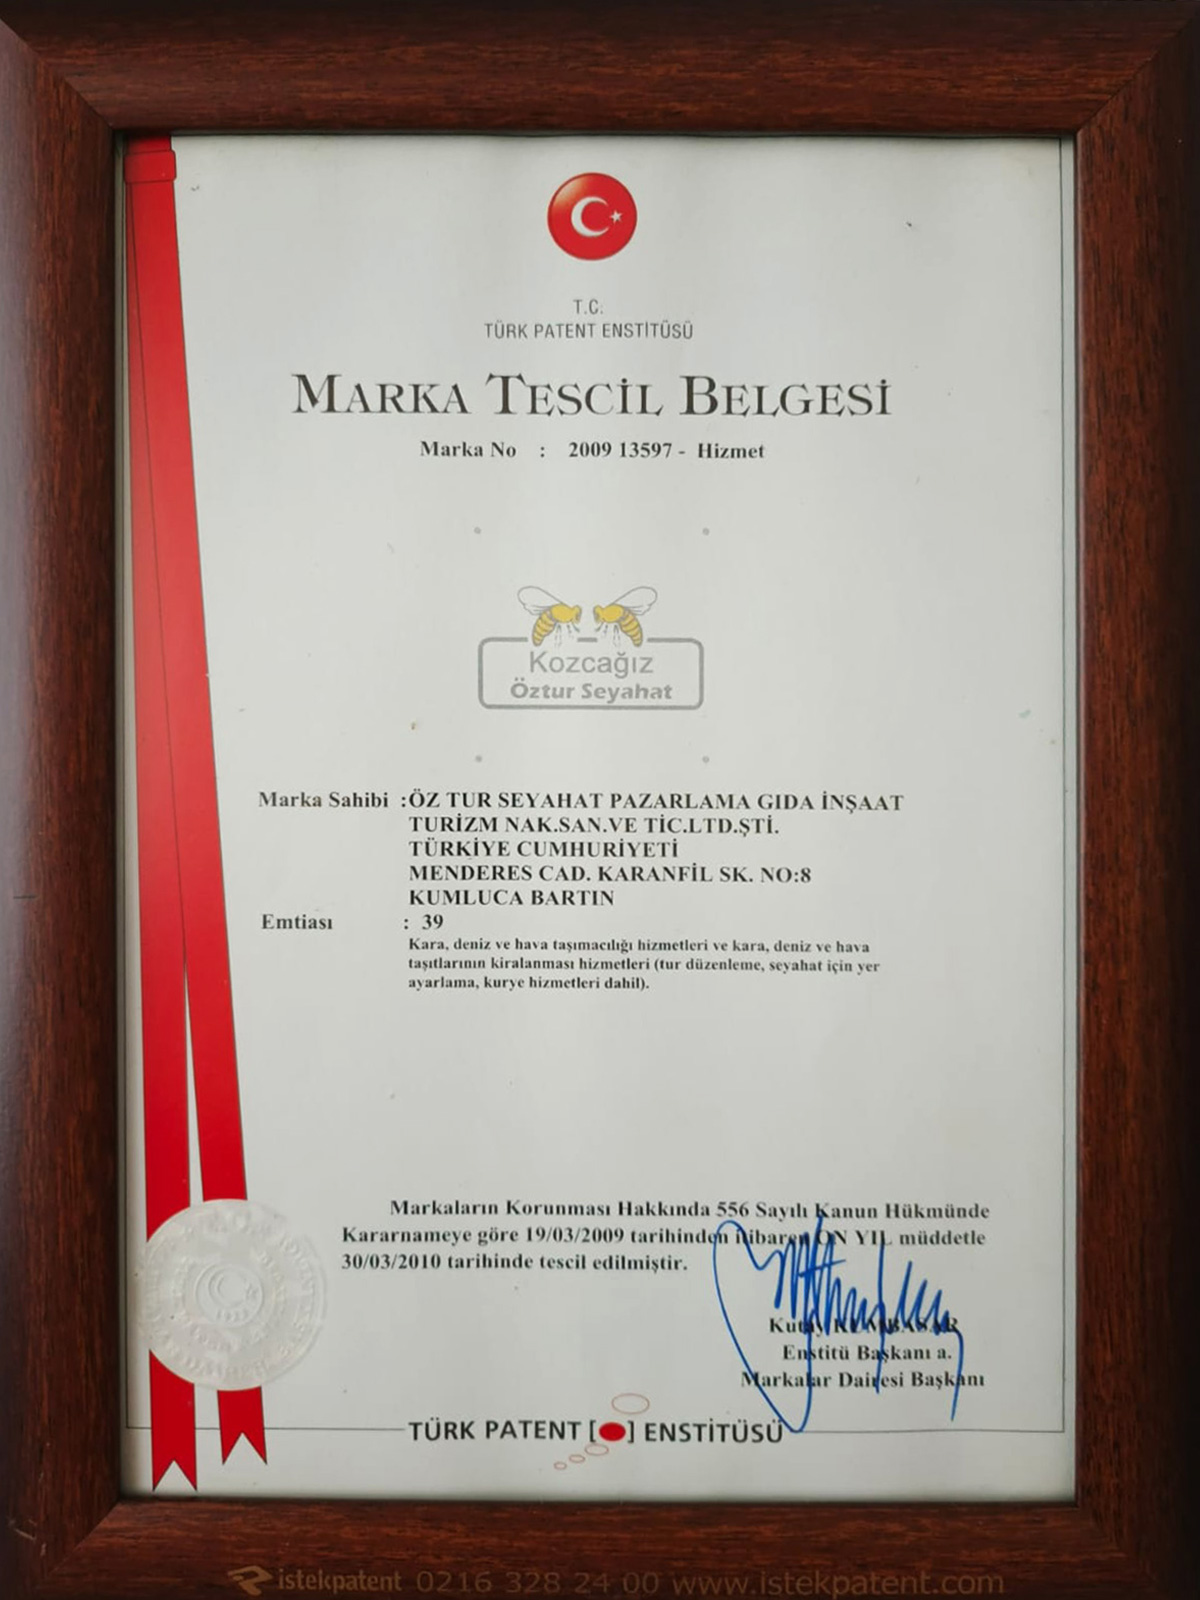 T.C.
TÜRK PATENT ENSTİTÜSÜ
MARKA TESCİL BELGESİ
Marka No : 2009 13597 - Hizmet
Kozcağız
Öztur Seyahat
Marka Sahibi :ÖZ TUR SEYAHAT PAZARLAMA GIDA İNŞAAT
TURİZM NAK.SAN.VE TİC.LTD.ŞTİ.
TÜRKİYE CUMHURİYETİ
MENDERES CAD. KARANFİL SK. NO:8
KUMLUCA BARTIN
Emtiası : 39
Kara, deniz ve hava taşımacılığı hizmetleri ve kara, deniz ve hava
taşıtlarının kiralanması hizmetleri (tur düzenleme, seyahat için yer
ayarlama, kurye hizmetleri dahil).
Markaların Korunması Hakkında 556 Sayılı Kanun Hükmünde
Kararnameye göre 19/03/2009 tarihinden itibaren ON YIL müddetle
30/03/2010 tarihinde tescil edilmiştir.
Kutay KUMBASAR
Enstitü Başkanı a.
Markalar Dairesi Başkanı
TÜRK PATENT [ ] ENSTİTÜSÜ
istekpatent 0216 328 24 00 www.istekpatent.com